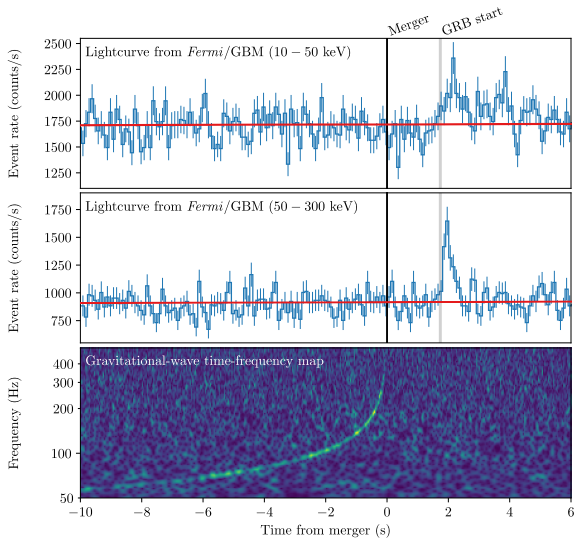 Merger
GRB start
Lightcurve from Fermi/GBM (10 − 50 keV)
Event rate (counts/s)
2500
2250
2000
1750
1500
1250
Lightcurve from Fermi/GBM (50 − 300 keV)
Event rate (counts/s)
1750
1500
1250
1000
750
Gravitational-wave time-frequency map
Frequency (Hz)
400
300
200
100
50
−10 −8 −6 −4 −2 0 2 4 6
Time from merger (s)